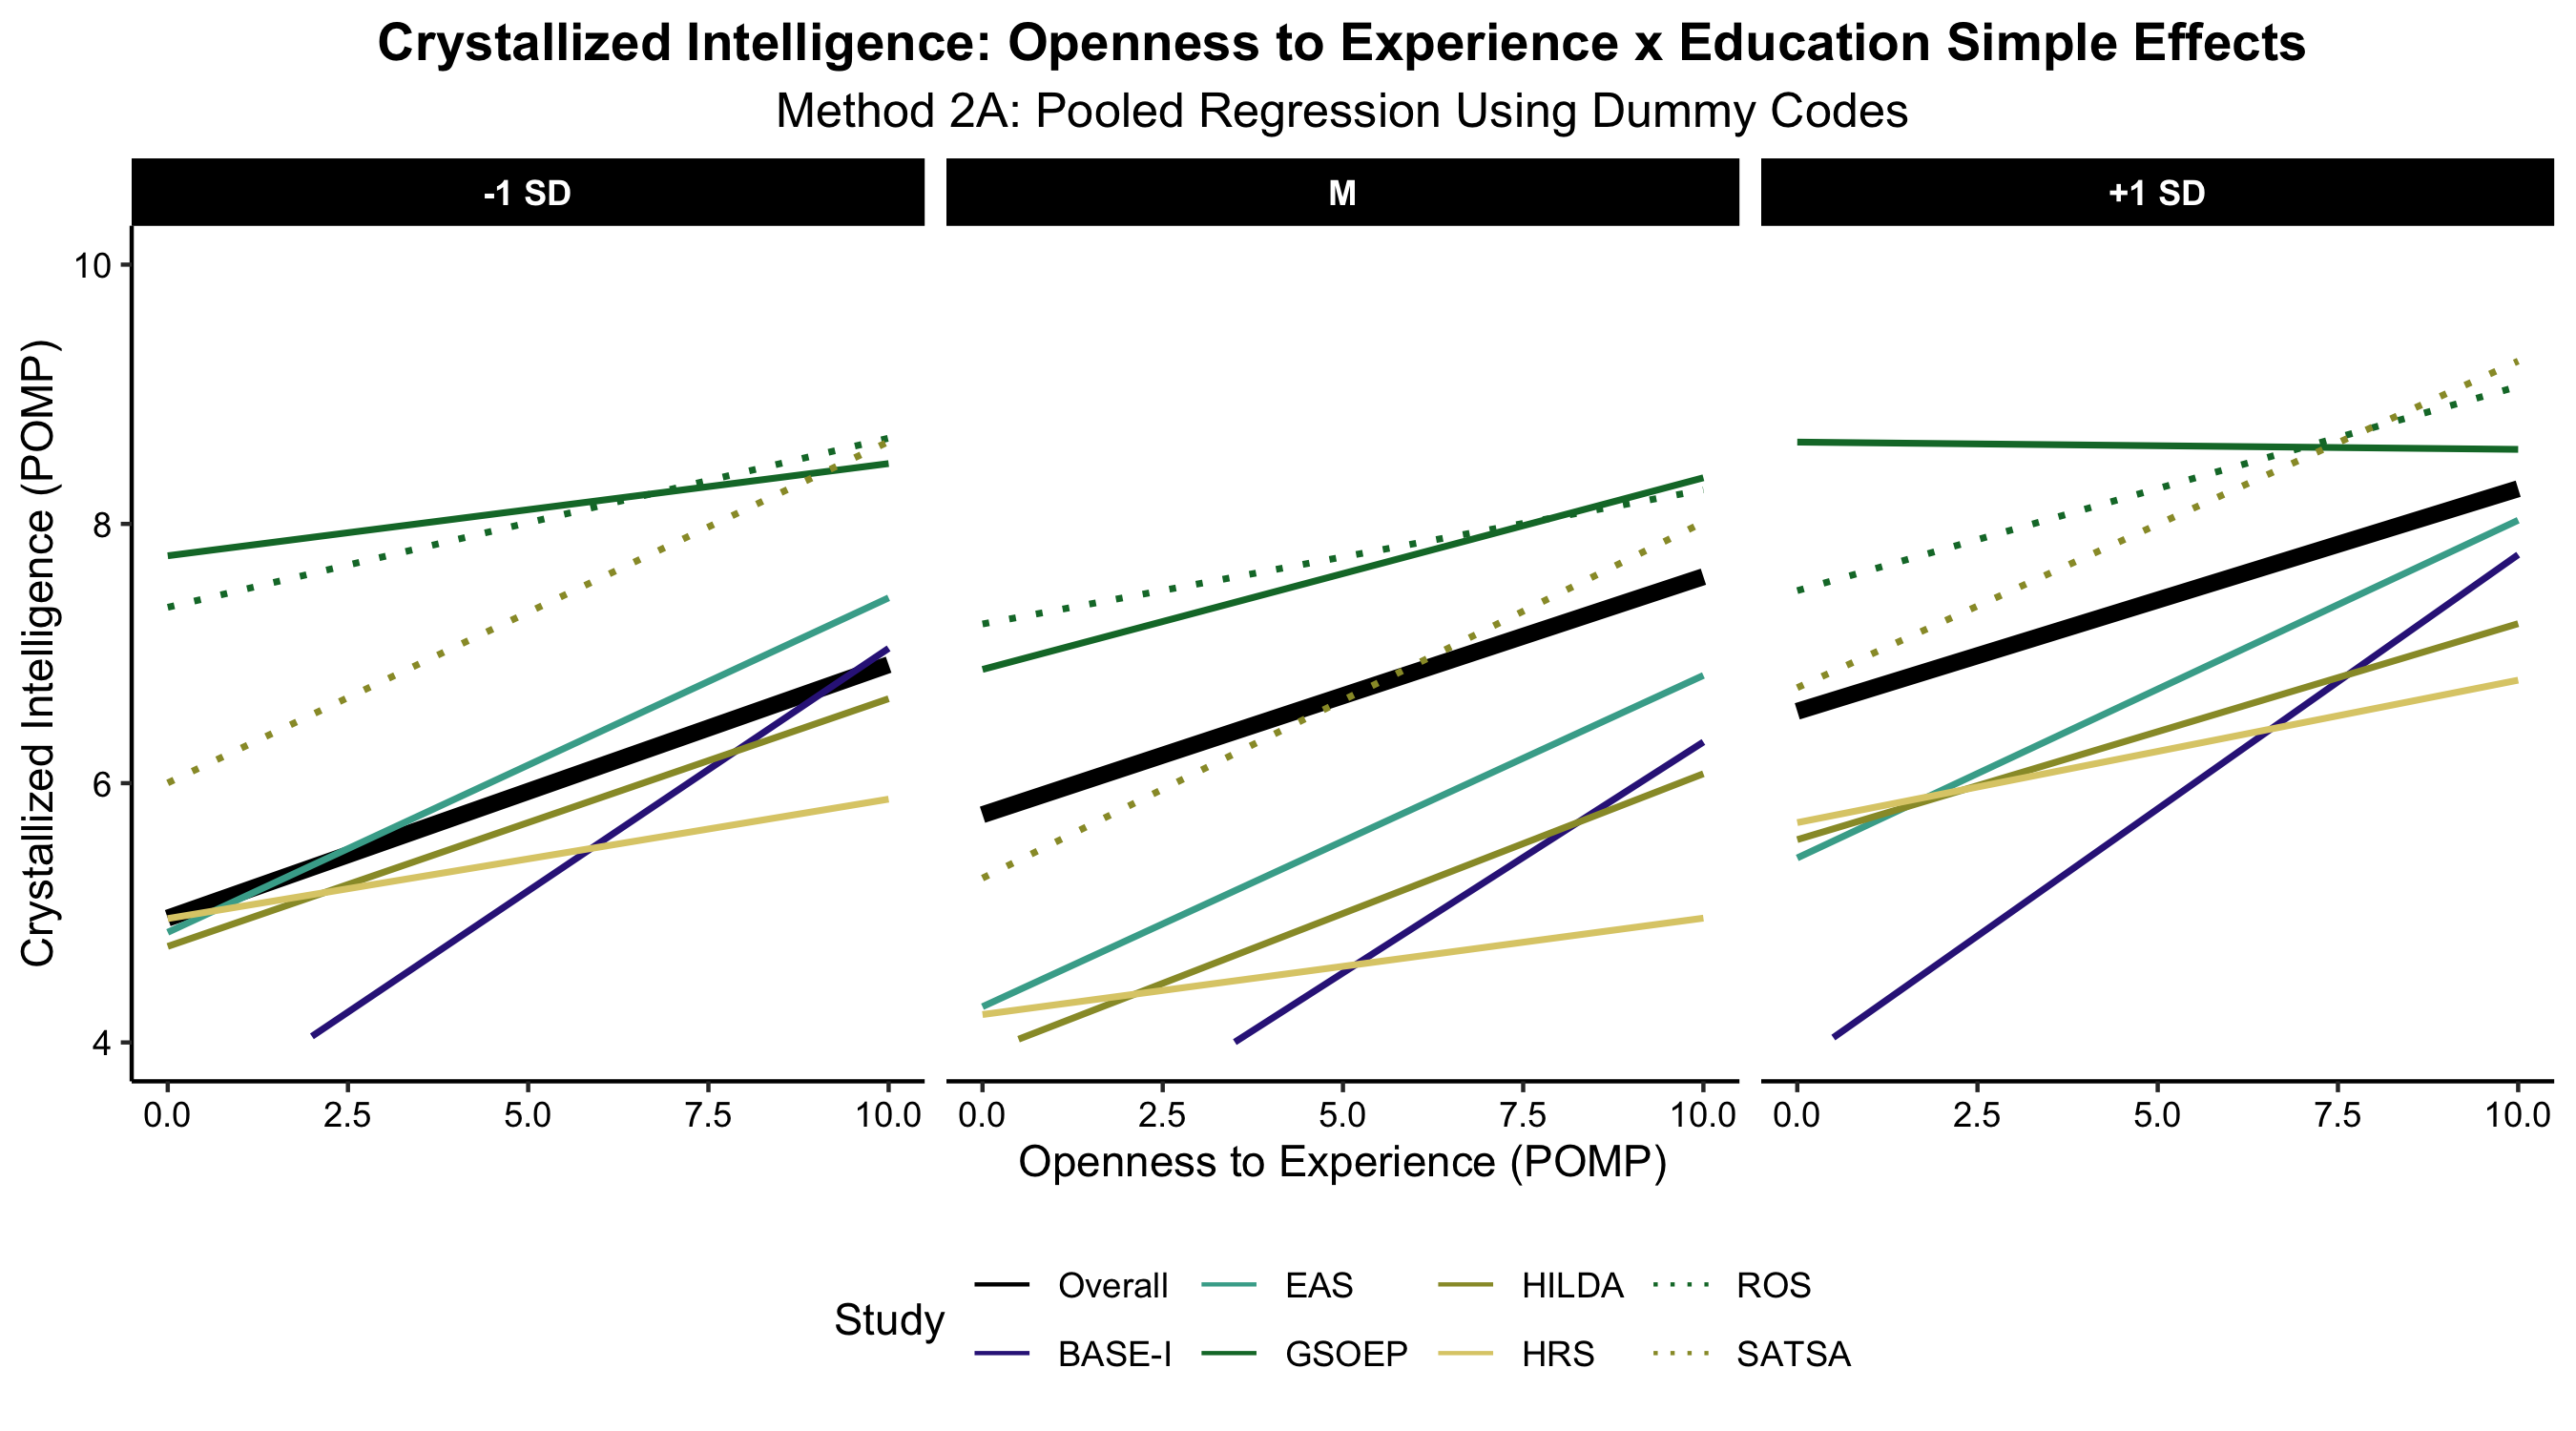 Crystallized Intelligence: Openness to Experience x Education Simple Effects
Method 2A: Pooled Regression Using Dummy Codes
-1 SD M +1 SD
Crystallized Intelligence (POMP)
10
8
6
4
0.0 2.5 5.0 7.5 10.0 0.0 2.5 5.0 7.5 10.0 0.0 2.5 5.0 7.5 10.0
Openness to Experience (POMP)
Study
Overall EAS HILDA ROS
BASE-I GSOEP HRS SATSA